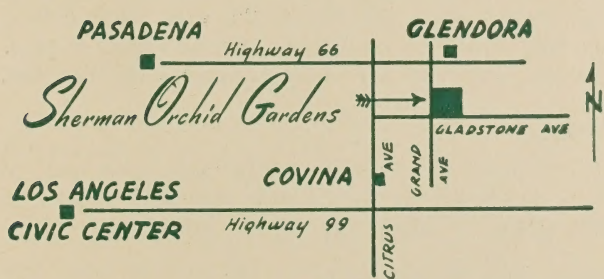 PASADENA
GLENDORA
Highway 66
Sherman Orchid Gardens
N
GLADSTONE AVE
COVINA
CITRUS AVE
GRAND AVE
LOS ANGELES
CIVIC CENTER
Highway 99